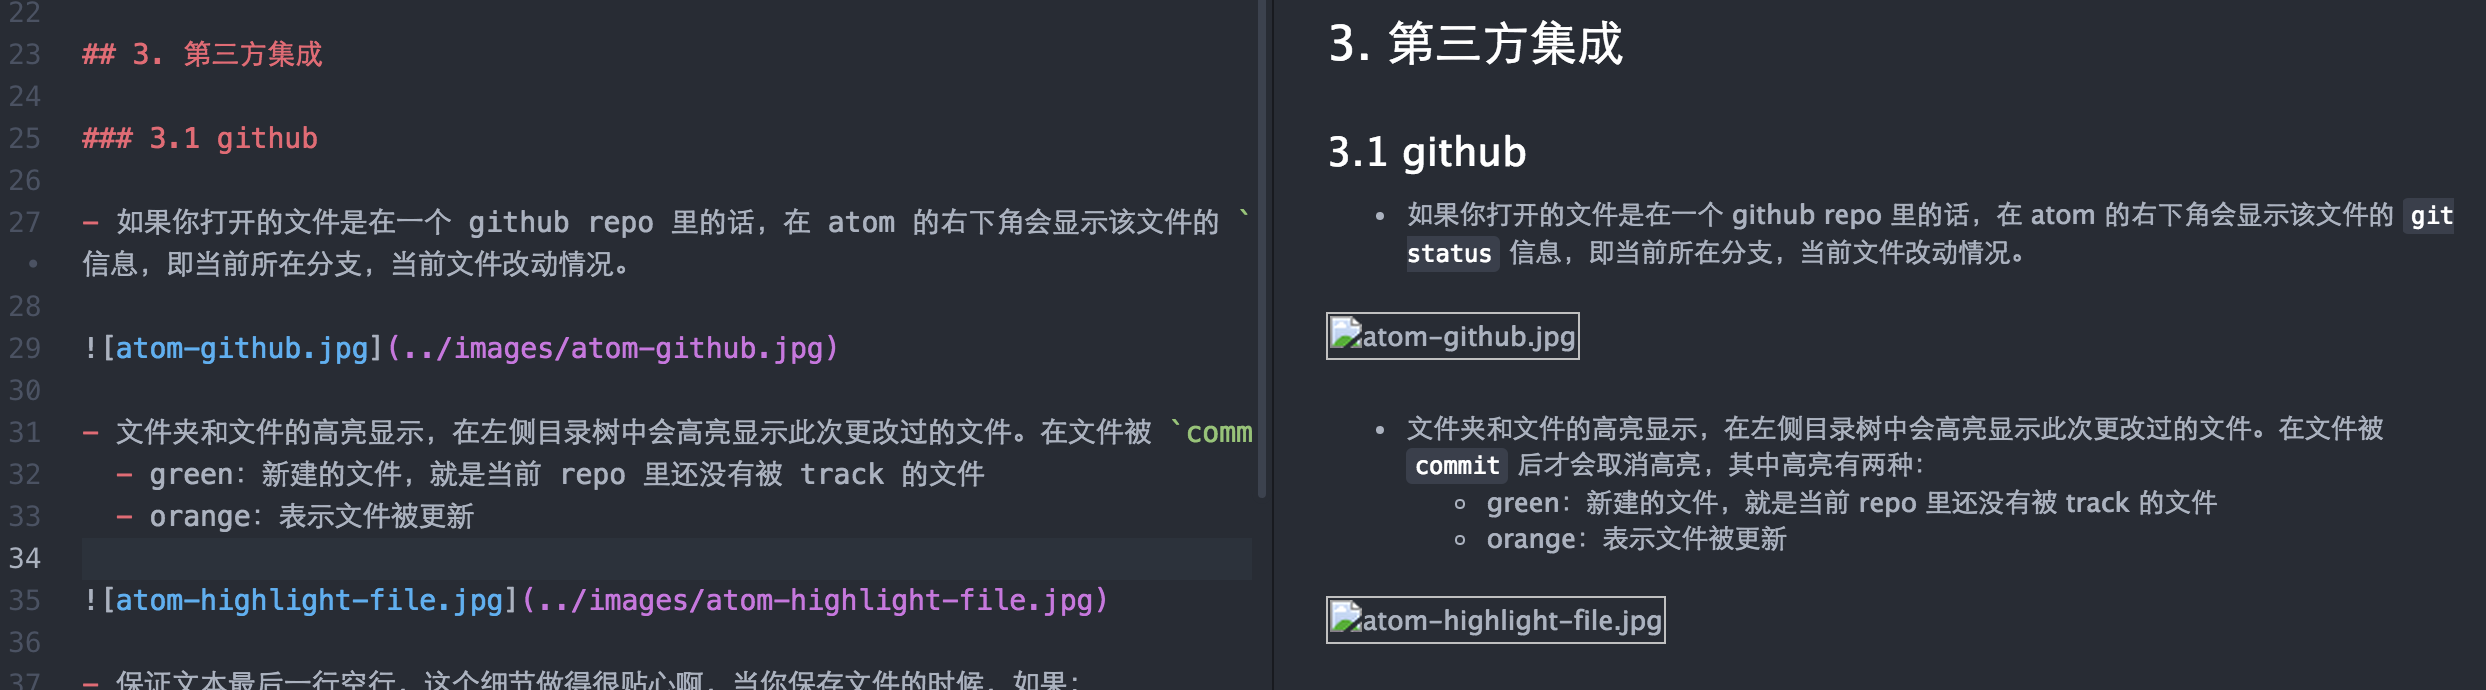 22
23 ## 3. 第三方集成
24
25 ### 3.1 github
26
27 - 如果你打开的文件是在一个 github repo 里的话，在 atom 的右下角会显示该文件的 `
• 信息，即当前所在分支，当前文件改动情况。
28
29 ![atom-github.jpg](../images/atom-github.jpg)
30
31 - 文件夹和文件的高亮显示，在左侧目录树中会高亮显示此次更改过的文件。在文件被 `comm
32 - green：新建的文件，就是当前 repo 里还没有被 track 的文件
33 - orange：表示文件被更新
34
35 ![atom-highlight-file.jpg](../images/atom-highlight-file.jpg)
36
37 - 保证文本最后一行空行，这个细节做得很贴心啊，当你保存文件的时候，如果：
3. 第三方集成
3.1 github
• 如果你打开的文件是在一个 github repo 里的话，在 atom 的右下角会显示该文件的 git
status 信息，即当前所在分支，当前文件改动情况。
atom-github.jpg
• 文件夹和文件的高亮显示，在左侧目录树中会高亮显示此次更改过的文件。在文件被
commit 后才会取消高亮，其中高亮有两种：
◦ green：新建的文件，就是当前 repo 里还没有被 track 的文件
◦ orange：表示文件被更新
atom-highlight-file.jpg